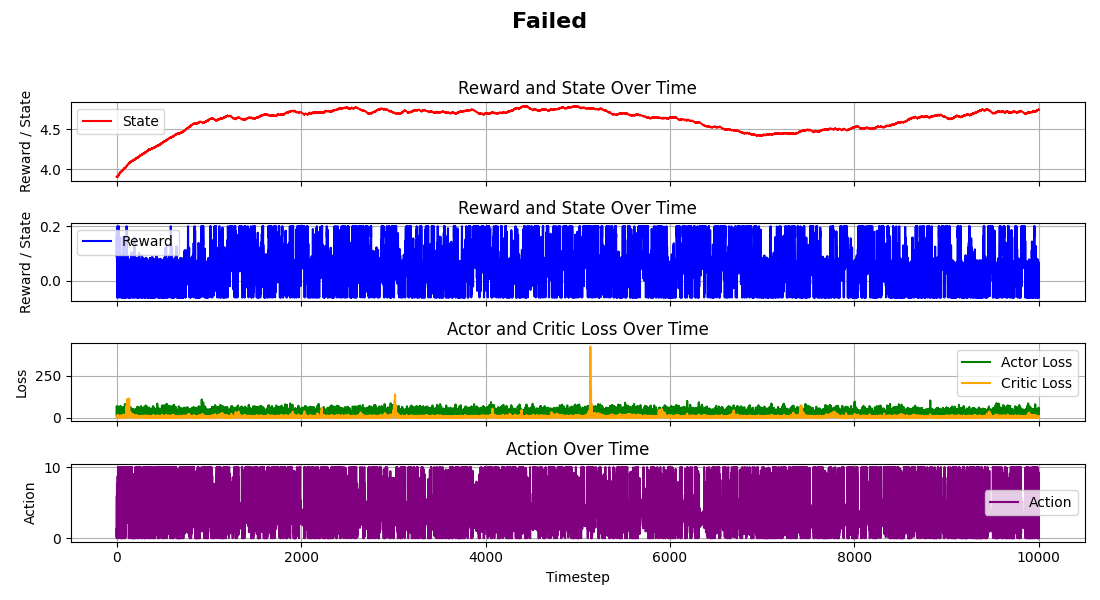 Failed
Reward and State Over Time
Reward / State
4.5
4.0
State
Reward and State Over Time
Reward / State
0.2
0.0
Reward
Actor and Critic Loss Over Time
Loss
250
0
Actor Loss
Critic Loss
Action Over Time
Action
10
0
Action
0 2000 4000 6000 8000 10000
Timestep